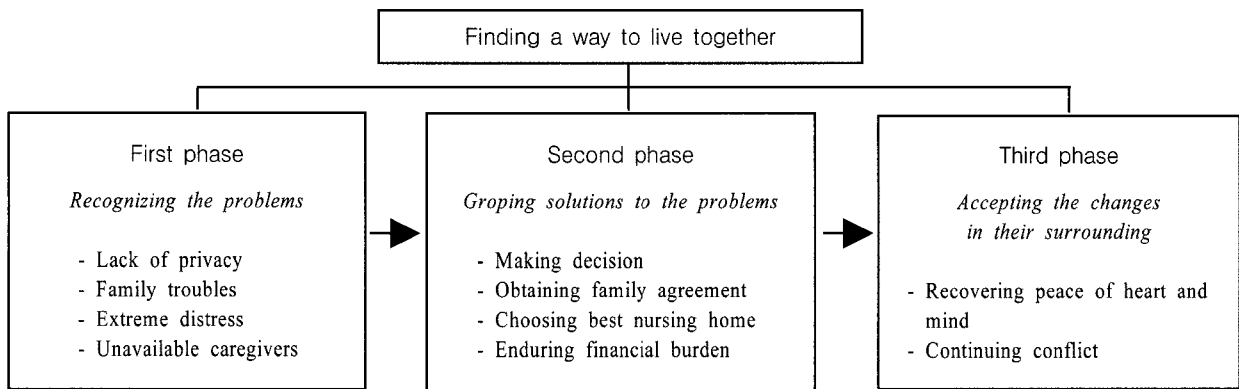 Finding a way to live together
First phase
Recognizing the problems
- Lack of privacy
- Family troubles
- Extreme distress
- Unavailable caregivers
Second phase
Groping solutions to the problems
- Making decision
- Obtaining family agreement
- Choosing best nursing home
- Enduring financial burden
Third phase
Accepting the changes
in their surrounding
- Recovering peace of heart and
mind
- Continuing conflict